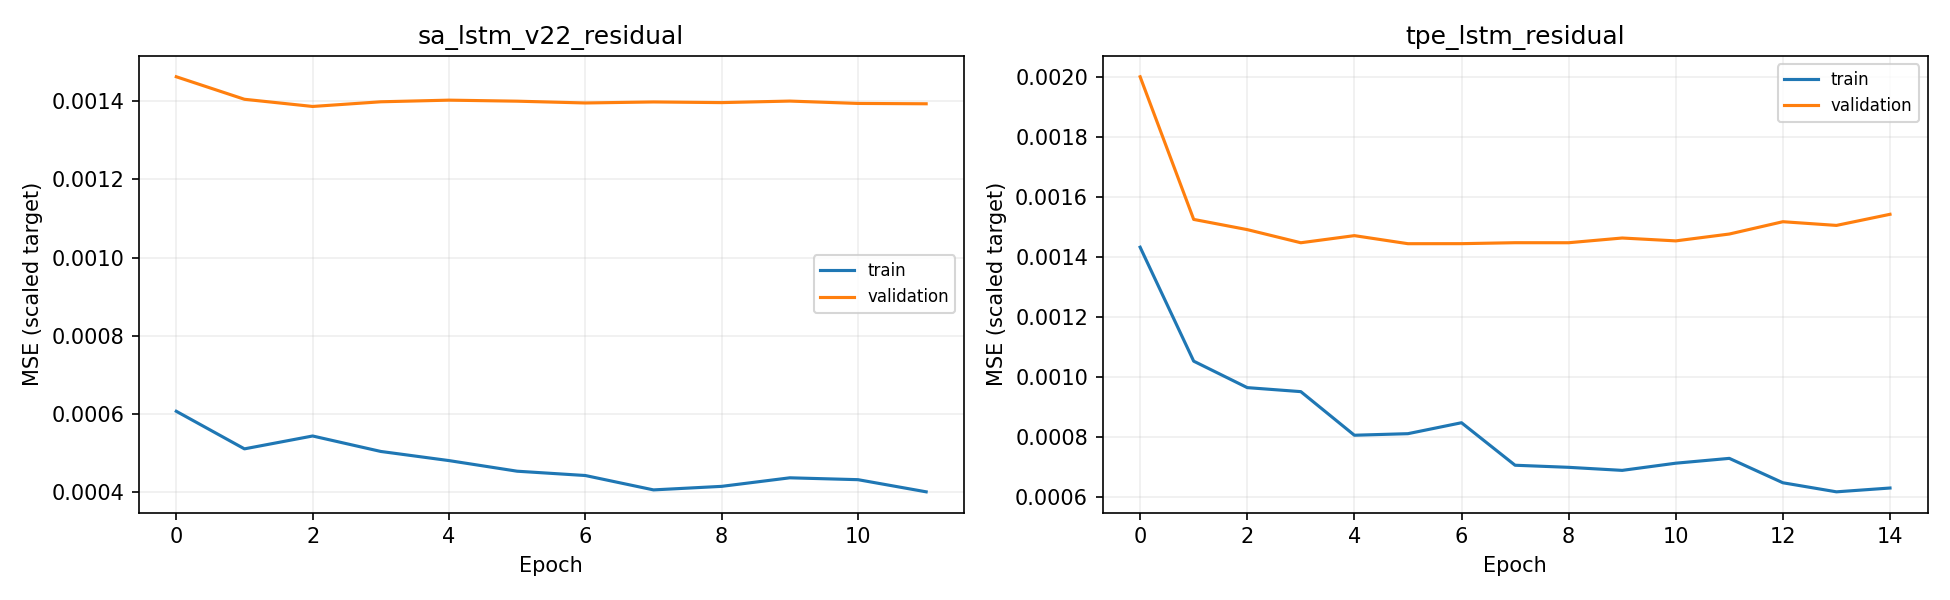 sa_lstm_v22_residual
MSE (scaled target)
0.0014
0.0012
0.0010
0.0008
0.0006
0.0004
train
validation
0 2 4 6 8 10
Epoch
tpe_lstm_residual
MSE (scaled target)
0.0020
0.0018
0.0016
0.0014
0.0012
0.0010
0.0008
0.0006
train
validation
0 2 4 6 8 10 12 14
Epoch